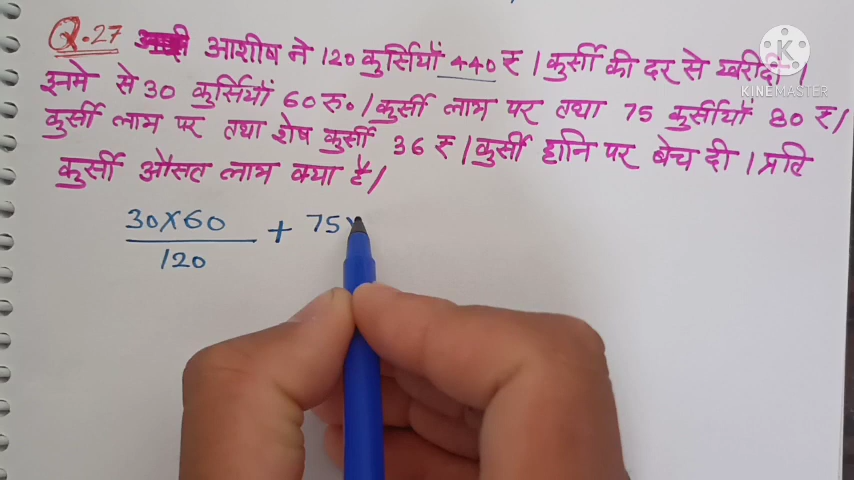 Q.27 आशीष ने 120 कुर्सियाँ 440 ₹ / कुर्सी की दर से खरीदी ।
इनमे से 30 कुर्सियाँ 60 रु० / कुर्सी लाभ पर तथा 75 कुर्सीयाँ 80 ₹ /
कुर्सी लाभ पर तथा शेष कुर्सी 36 ₹ / कुर्सी हानि पर बेच दी । प्रति
कुर्सी औसत लाभ क्या है /
30×60 + 75×
120
KINEMASTER